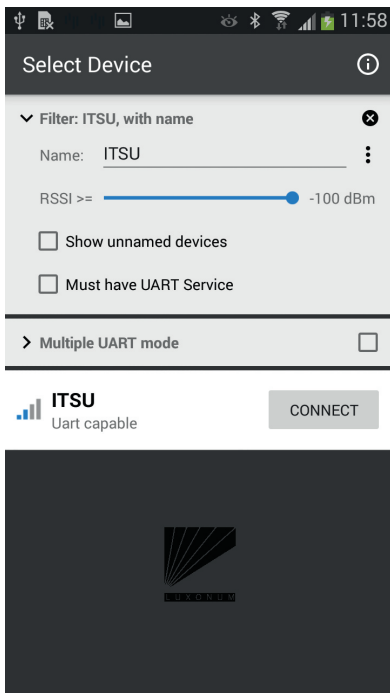 11:58
Select Device
Filter: ITSU, with name
Name: ITSU
RSSI >= -100 dBm
Show unnamed devices
Must have UART Service
Multiple UART mode
ITSU
Uart capable
CONNECT
LUXONUM